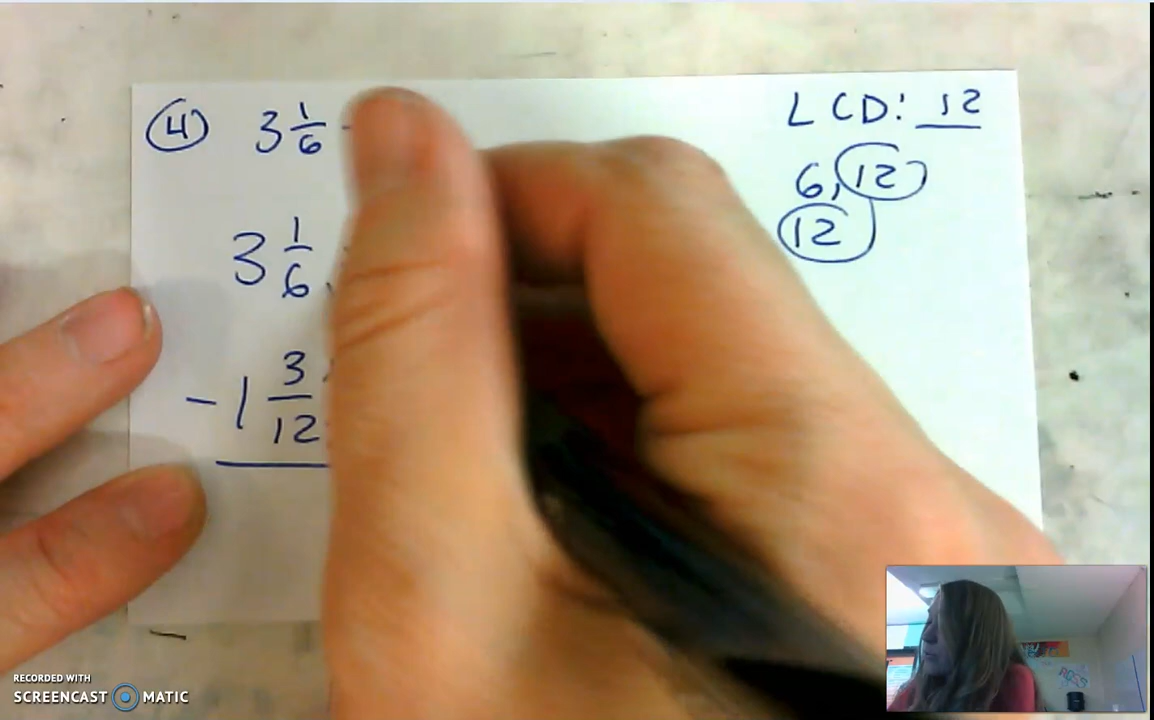 ④ 3 1/6 -
LCD: 12
6, 12
12
3 1/6
- 1 3/12
RECORDED WITH
SCREENCAST MATIC